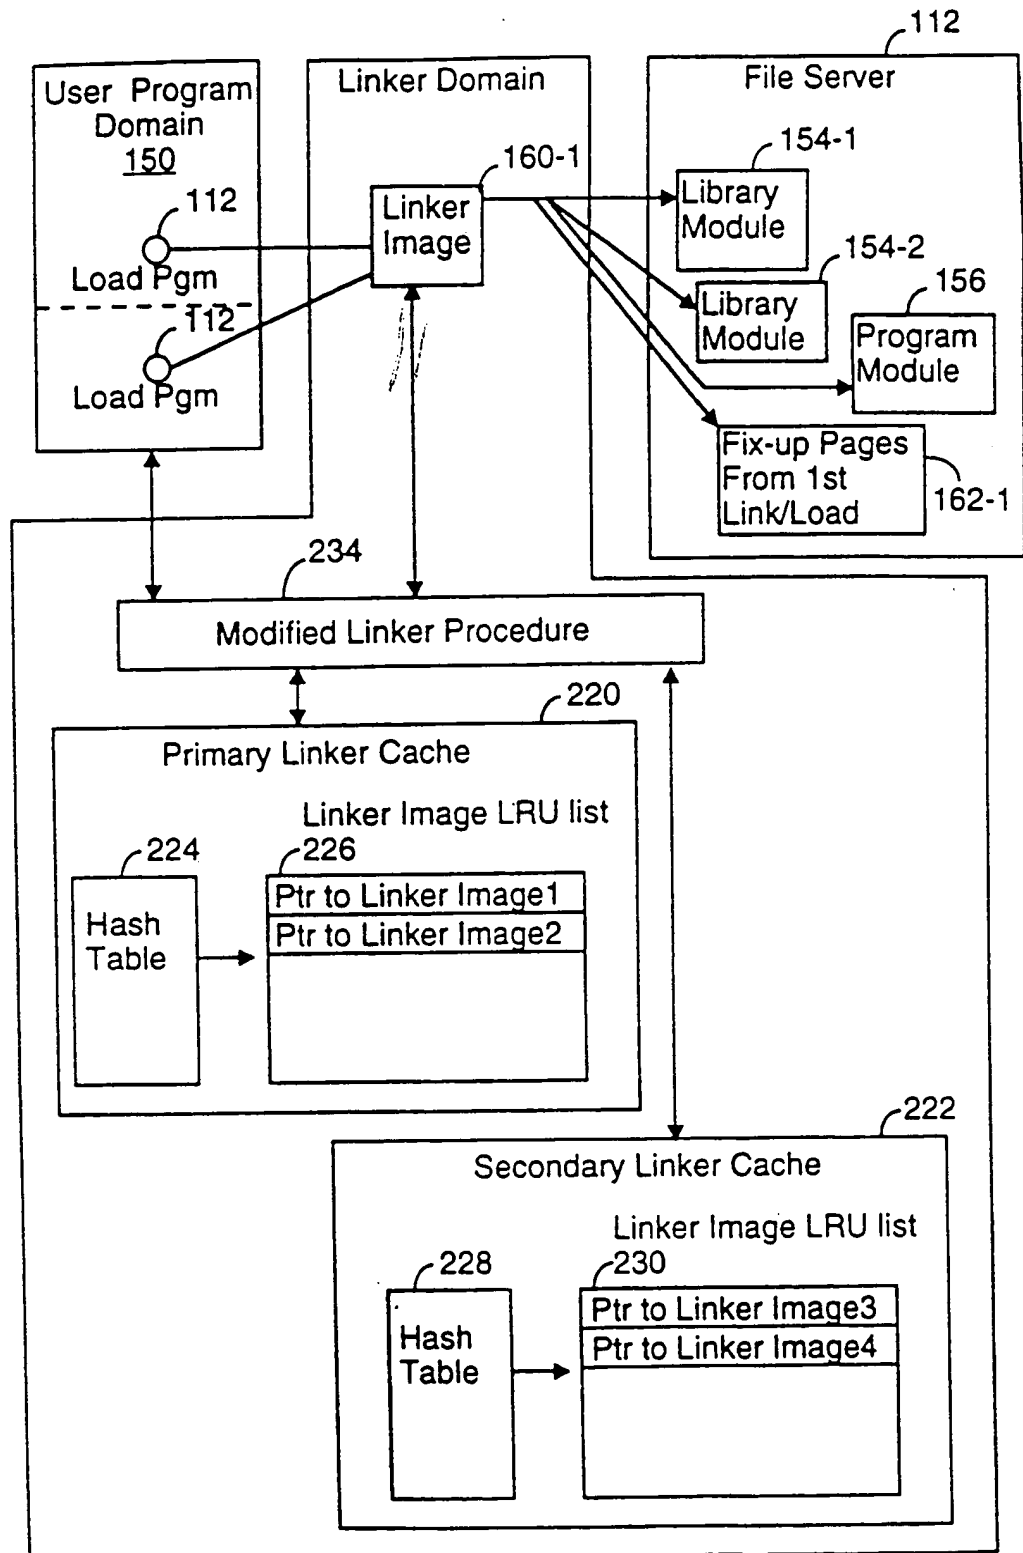 112
User Program
Domain
150
112
Load Pgm
112
Load Pgm
Linker Domain
160-1
Linker
Image
File Server
154-1
Library
Module
154-2
Library
Module
156
Program
Module
Fix-up Pages
From 1st
Link/Load
162-1
234
Modified Linker Procedure
220
Primary Linker Cache
Linker Image LRU list
224
226
Hash
Table
Ptr to Linker Image1
Ptr to Linker Image2
222
Secondary Linker Cache
Linker Image LRU list
228
230
Hash
Table
Ptr to Linker Image3
Ptr to Linker Image4